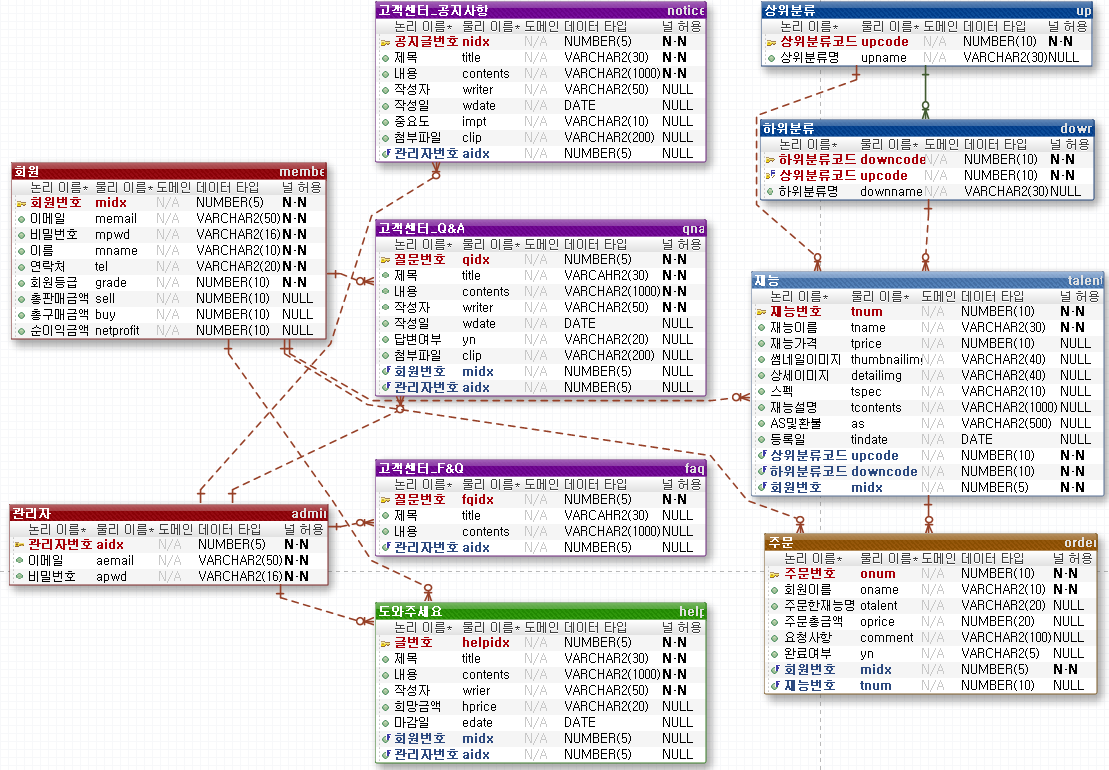 고객센터_공지사항 notice
논리 이름* 물리 이름* 도메인 데이터 타입 널 허용
공지글번호 nidx N/A NUMBER(5) N-N
제목 title N/A VARCHAR2(30) N-N
내용 contents N/A VARCHAR2(1000) N-N
작성자 writer N/A VARCHAR2(50) NULL
작성일 wdate N/A DATE NULL
중요도 impt N/A VARCHAR2(10) NULL
첨부파일 clip N/A VARCHAR2(200) NULL
관리자번호 aidx N/A NUMBER(5) NULL
상위분류 up
논리 이름* 물리 이름* 도메인 데이터 타입 널 허용
상위분류코드 upcode N/A NUMBER(10) N-N
상위분류명 upname N/A VARCHAR2(30) NULL
하위분류 down
논리 이름* 물리 이름* 도메인 데이터 타입 널 허용
하위분류코드 downcode N/A NUMBER(10) N-N
상위분류코드 upcode N/A NUMBER(10) N-N
하위분류명 downname N/A VARCHAR2(30) NULL
회원 membe
논리 이름* 물리 이름* 도메인 데이터 타입 널 허용
회원번호 midx N/A NUMBER(5) N-N
이메일 memail N/A VARCHAR2(50) N-N
비밀번호 mpwd N/A VARCHAR2(16) N-N
이름 mname N/A VARCHAR2(10) N-N
연락처 tel N/A VARCHAR2(20) N-N
회원등급 grade N/A NUMBER(10) N-N
총판매금액 sell N/A NUMBER(10) NULL
총구매금액 buy N/A NUMBER(10) NULL
순이익금액 netprofit N/A NUMBER(10) NULL
고객센터_Q&A qna
논리 이름* 물리 이름* 도메인 데이터 타입 널 허용
질문번호 qidx N/A NUMBER(5) N-N
제목 title N/A VARCAHR2(30) N-N
내용 contents N/A VARCHAR2(1000) N-N
작성자 writer N/A VARCHAR2(50) N-N
작성일 wdate N/A DATE NULL
답변여부 yn N/A VARCHAR2(20) NULL
첨부파일 clip N/A VARCHAR2(200) NULL
회원번호 midx N/A NUMBER(5) NULL
관리자번호 aidx N/A NUMBER(5) NULL
재능 talent
논리 이름* 물리 이름* 도메인 데이터 타입 널 허용
재능번호 tnum N/A NUMBER(10) N-N
재능이름 tname N/A VARCHAR2(30) N-N
재능가격 tprice N/A NUMBER(10) NULL
썸네일이미지 thumbnailimg N/A VARCHAR2(40) NULL
상세이미지 detailimg N/A VARCHAR2(40) NULL
스펙 tspec N/A VARCHAR2(10) NULL
재능설명 tcontents N/A VARCHAR2(1000) NULL
AS및환불 as N/A VARCHAR2(500) NULL
등록일 tindate N/A DATE NULL
상위분류코드 upcode N/A NUMBER(10) N-N
하위분류코드 downcode N/A NUMBER(10) N-N
회원번호 midx N/A NUMBER(5) N-N
고객센터_F&Q faq
논리 이름* 물리 이름* 도메인 데이터 타입 널 허용
질문번호 fqidx N/A NUMBER(5) N-N
제목 title N/A VARCAHR2(30) NULL
내용 contents N/A VARCHAR2(1000) NULL
관리자번호 aidx N/A NUMBER(5) NULL
관리자 admin
논리 이름* 물리 이름* 도메인 데이터 타입 널 허용
관리자번호 aidx N/A NUMBER(5) N-N
이메일 aemail N/A VARCHAR2(50) N-N
비밀번호 apwd N/A VARCHAR2(16) N-N
주문 order
논리 이름* 물리 이름* 도메인 데이터 타입 널 허용
주문번호 onum N/A NUMBER(10) N-N
회원이름 oname N/A VARCHAR2(10) N-N
주문한재능명 otalent N/A VARCHAR2(20) NULL
주문총금액 oprice N/A NUMBER(20) NULL
요청사항 comment N/A VARCHAR2(100) NULL
완료여부 yn N/A VARCHAR2(5) N-N
회원번호 midx N/A NUMBER(5) N-N
재능번호 tnum N/A NUMBER(10) NULL
도와주세요 help
논리 이름* 물리 이름* 도메인 데이터 타입 널 허용
글번호 helpidx N/A NUMBER(5) N-N
제목 title N/A VARCHAR2(30) N-N
내용 contents N/A VARCHAR2(1000) N-N
작성자 wrier N/A VARCHAR2(50) N-N
희망금액 hprice N/A VARCHAR2(20) NULL
마감일 edate N/A DATE NULL
회원번호 midx N/A NUMBER(5) NULL
관리자번호 aidx N/A NUMBER(5) NULL